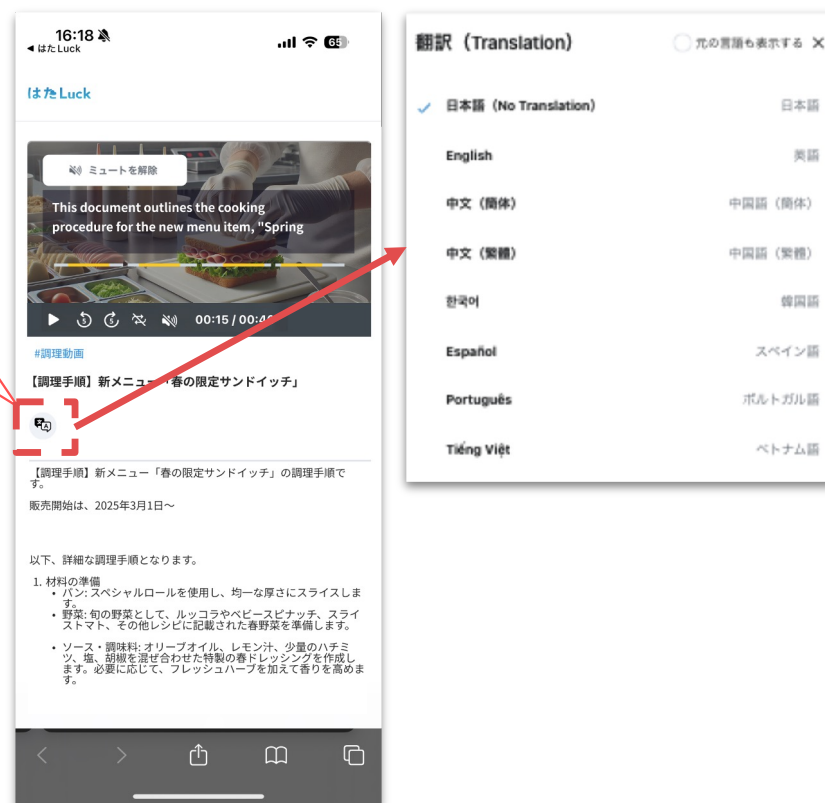 16:18
◀ はた Luck
65
はたLuck
ミュートを解除
This document outlines the cooking
procedure for the new menu item, "Spring
5
5
00:15 / 00:4
#調理動画
【調理手順】新メニュー「春の限定サンドイッチ」
【調理手順】新メニュー「春の限定サンドイッチ」の調理手順で
す。
販売開始は、2025年3月1日～
以下、詳細な調理手順となります。
1. 材料の準備
• パン: スペシャルロールを使用し、均一な厚さにスライスしま
す。
• 野菜: 旬の野菜として、ルッコラやベビースピナッチ、スライ
ストマト、その他レシピに記載された春野菜を準備します。
• ソース・調味料: オリーブオイル、レモン汁、少量のハチミ
ツ、塩、胡椒を混ぜ合わせた特製の春ドレッシングを作成し
ます。必要に応じて、フレッシュハーブを加えて香りを高めま
す。
翻訳（Translation）
元の言語も表示する ×
日本語（No Translation） 日本語
English 英語
中文（简体） 中国語（簡体）
中文（繁體） 中国語（繁體）
한국어 韓国語
Español スペイン語
Português ポルトガル語
Tiếng Việt ベトナム語